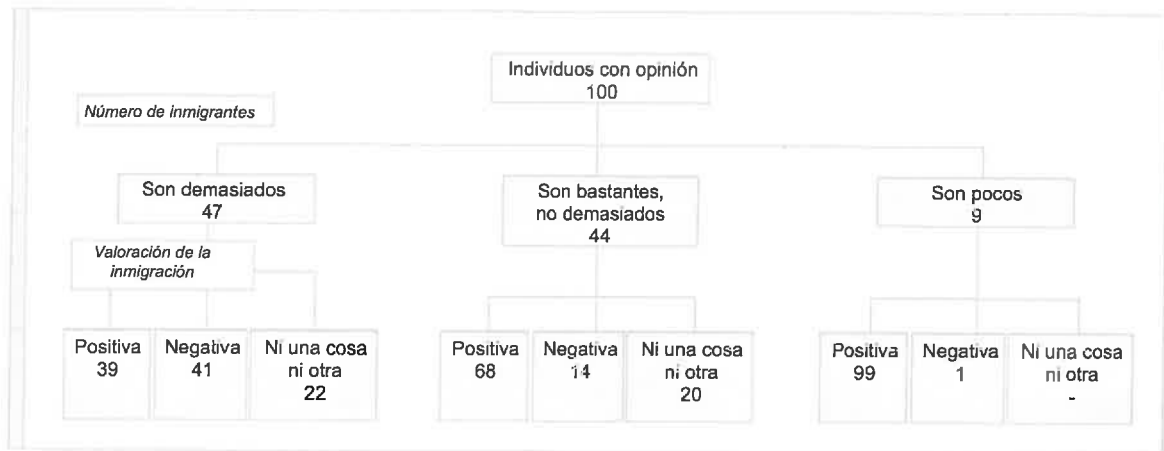 Individuos con opinión
100
Número de inmigrantes
Son demasiados
47
Son bastantes,
no demasiados
44
Son pocos
9
Valoración de la
inmigración
Positiva
39
Negativa
41
Ni una cosa
ni otra
22
Positiva
68
Negativa
14
Ni una cosa
ni otra
20
Positiva
99
Negativa
1
Ni una cosa
ni otra
-